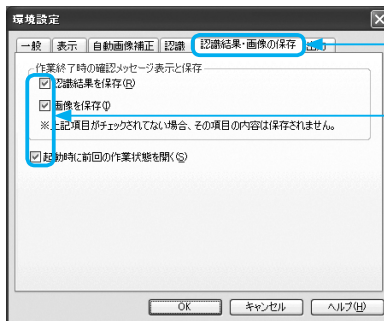 環境設定
一般 表示 自動画像補正 認識 認識結果・画像の保存 出力
作業終了時の確認メッセージ表示と保存
認識結果を保存(R)
画像を保存(I)
※上記項目がチェックされてない場合、その項目の内容は保存されません。
起動時に前回の作業状態を開く(S)
OK キャンセル ヘルプ(H)